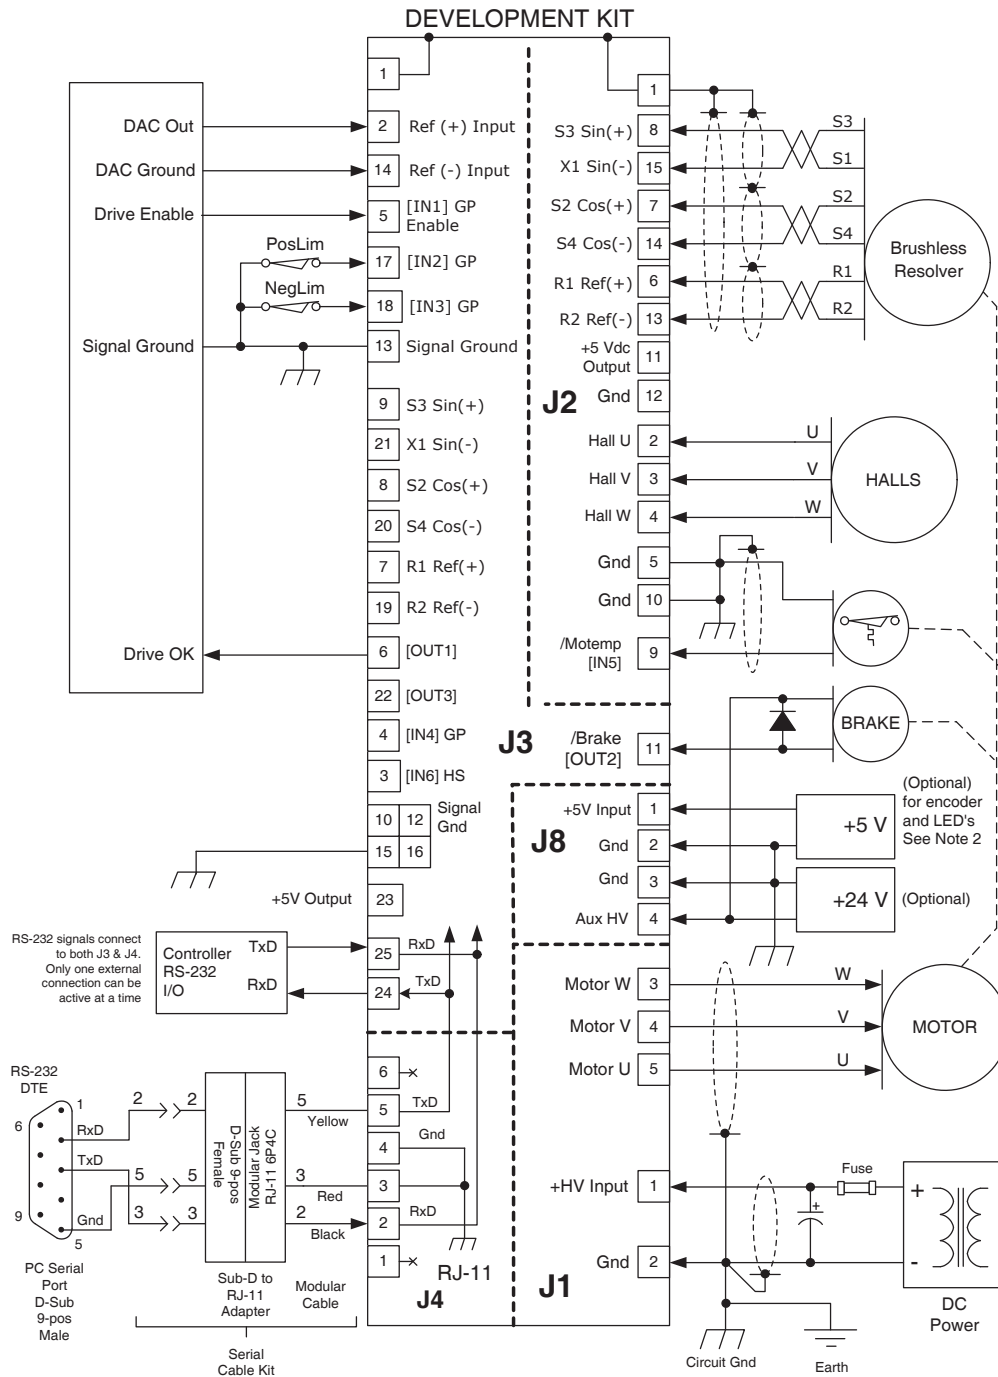 DEVELOPMENT KIT
1
DAC Out
2
Ref (+) Input
DAC Ground
14
Ref (-) Input
Drive Enable
5
[IN1] GP
Enable
PosLim
17
[IN2] GP
NegLim
18
[IN3] GP
Signal Ground
13
Signal Ground
9
S3 Sin(+)
21
X1 Sin(-)
8
S2 Cos(+)
20
S4 Cos(-)
7
R1 Ref(+)
19
R2 Ref(-)
Drive OK
6
[OUT1]
22
[OUT3]
4
[IN4] GP
3
[IN6] HS
10
12
Signal
Gnd
15
16
+5V Output
23
RS-232 signals connect
to both J3 & J4.
Only one external
connection can be
active at a time
Controller
RS-232
I/O
TxD
RxD
25
RxD
24
TxD
J3
J2
1
S3 Sin(+)
8
S3
X1 Sin(-)
15
S1
S2 Cos(+)
7
S2
S4 Cos(-)
14
S4
R1 Ref(+)
6
R1
R2 Ref(-)
13
R2
Brushless
Resolver
+5 Vdc
Output
11
Gnd
12
Hall U
2
U
Hall V
3
V
Hall W
4
W
HALLS
Gnd
5
Gnd
10
/Motemp
[IN5]
9
/Brake
[OUT2]
11
BRAKE
J8
+5V Input
1
+5 V
(Optional)
for encoder
and LED's
See Note 2
Gnd
2
Gnd
3
+24 V
(Optional)
Aux HV
4
Motor W
3
W
Motor V
4
V
Motor U
5
U
MOTOR
+HV Input
1
Fuse
+
+
-
Gnd
2
DC
Power
J1
Circuit Gnd
Earth
RS-232
DTE
1
6
RxD
TxD
9
Gnd
5
PC Serial
Port
D-Sub
9-pos
Male
2
2
5
5
3
3
D-Sub 9-pos
Female
Modular Jack
RJ-11 6P4C
5
Yellow
3
Red
2
Black
Sub-D to
RJ-11
Adapter
Modular
Cable
Serial
Cable Kit
6
5
TxD
4
Gnd
3
2
RxD
1
RJ-11
J4